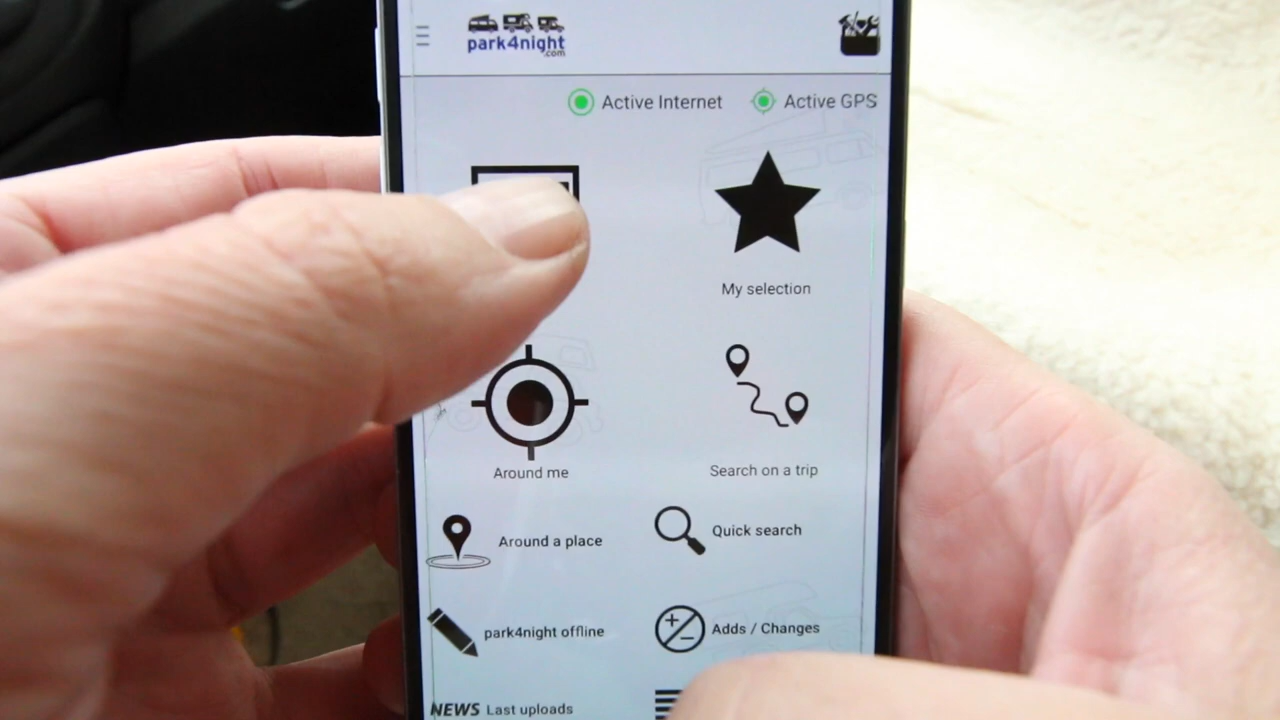 park4night
.com
Active Internet
Active GPS
My selection
Around me
Search on a trip
Around a place
Quick search
park4night offline
Adds / Changes
NEWS Last uploads